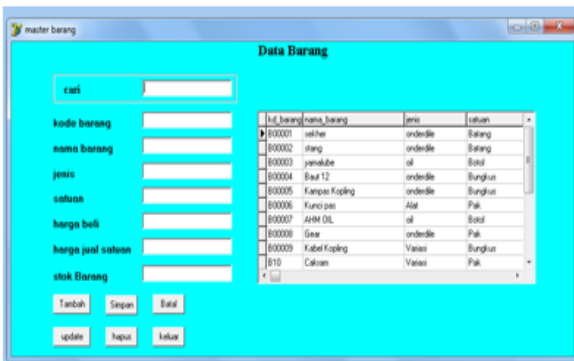 master barang
Data Barang
cari
kode barang
nama barang
jenis
satuan
harga beli
harga jual satuan
stok Barang
Tambah Simpan Batal
update hapus keluar
kd_barang nama_barang jenis satuan
B00001 sekher onderdile Batang
B00002 stang onderdile Batang
B00003 yamalube oil Botol
B00004 Baut 12 onderdile Bungkus
B00005 Kampas Kopling onderdile Bungkus
B00006 Kunci pas Alat Pak
B00007 AHM OIL oil Botol
B00008 Gear onderdile Pak
B00009 Kabel Kopling Variasi Bungkus
B10 Cakram Variasi Pak